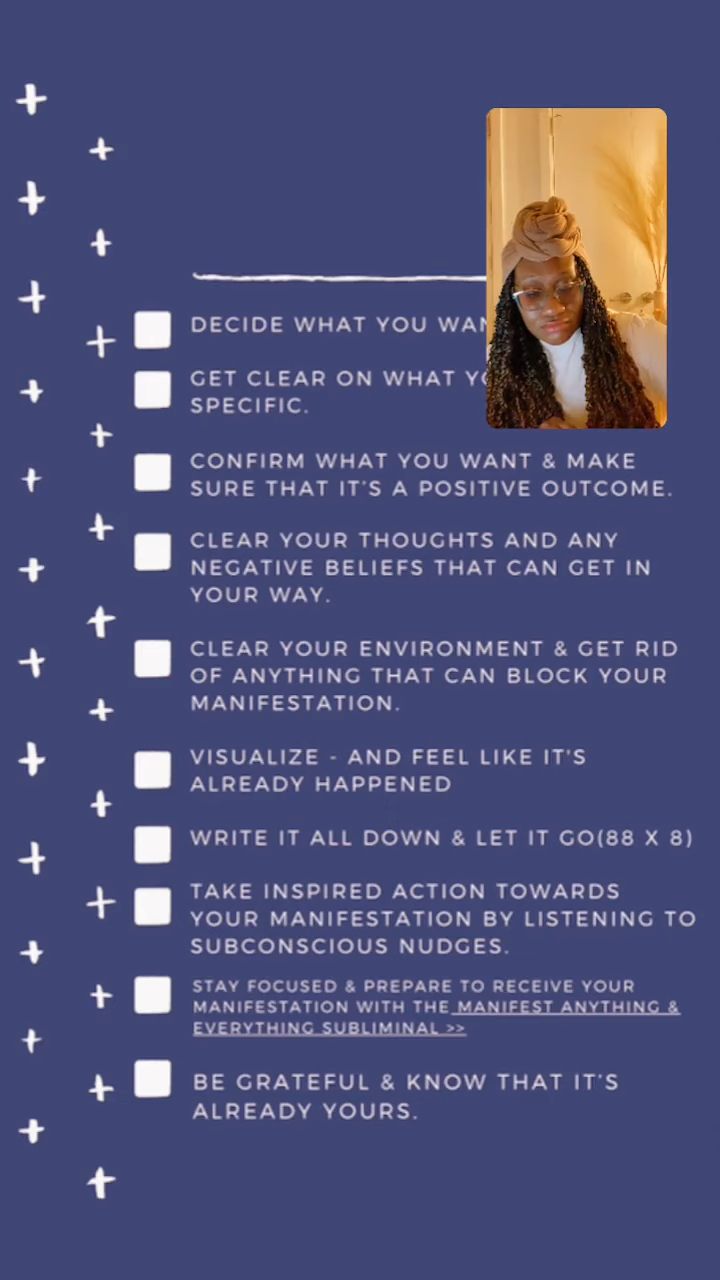 DECIDE WHAT YOU
GET CLEAR ON WHAT
SPECIFIC.
CONFIRM WHAT YOU WANT & MAKE
SURE THAT IT'S A POSITIVE OUTCOME.
CLEAR YOUR THOUGHTS AND ANY
NEGATIVE BELIEFS THAT CAN GET IN
YOUR WAY.
CLEAR YOUR ENVIRONMENT & GET RID
OF ANYTHING THAT CAN BLOCK YOUR
MANIFESTATION.
VISUALIZE - AND FEEL LIKE IT'S
ALREADY HAPPENED
WRITE IT ALL DOWN & LET IT GO(88 X 8)
TAKE INSPIRED ACTION TOWARDS
YOUR MANIFESTATION BY LISTENING TO
SUBCONSCIOUS NUDGES.
STAY FOCUSED & PREPARE TO RECEIVE YOUR
MANIFESTATION WITH THE MANIFEST ANYTHING &
EVERYTHING SUBLIMINAL >>
BE GRATEFUL & KNOW THAT IT'S
ALREADY YOURS.